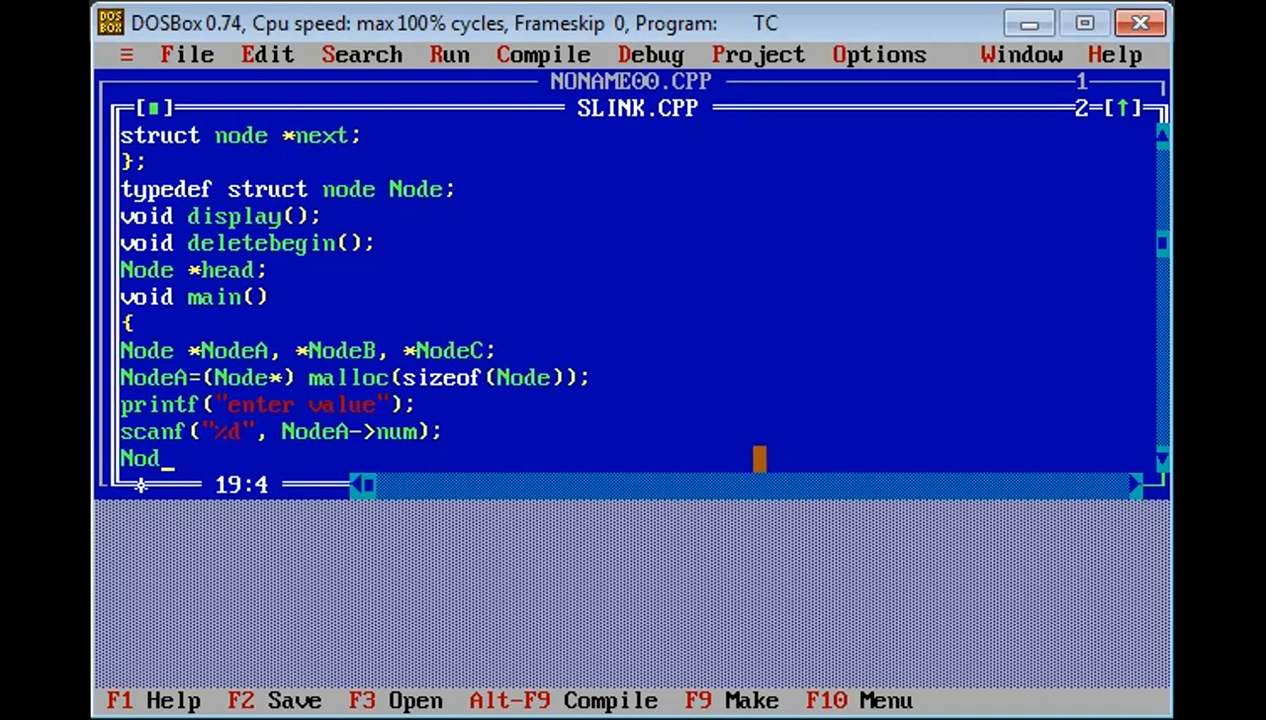 DOS BOX DOSBox 0.74, Cpu speed: max 100% cycles, Frameskip 0, Program: TC
≡ File Edit Search Run Compile Debug Project Options Window Help
NONAME00.CPP 1
[■] SLINK.CPP 2=[↑]
struct node *next;
};
typedef struct node Node;
void display();
void deletebegin();
Node *head;
void main()
{
Node *NodeA, *NodeB, *NodeC;
NodeA=(Node*) malloc(sizeof(Node));
printf("enter value");
scanf("%d", NodeA->num);
Nod_
19:4
F1 Help F2 Save F3 Open Alt-F9 Compile F9 Make F10 Menu